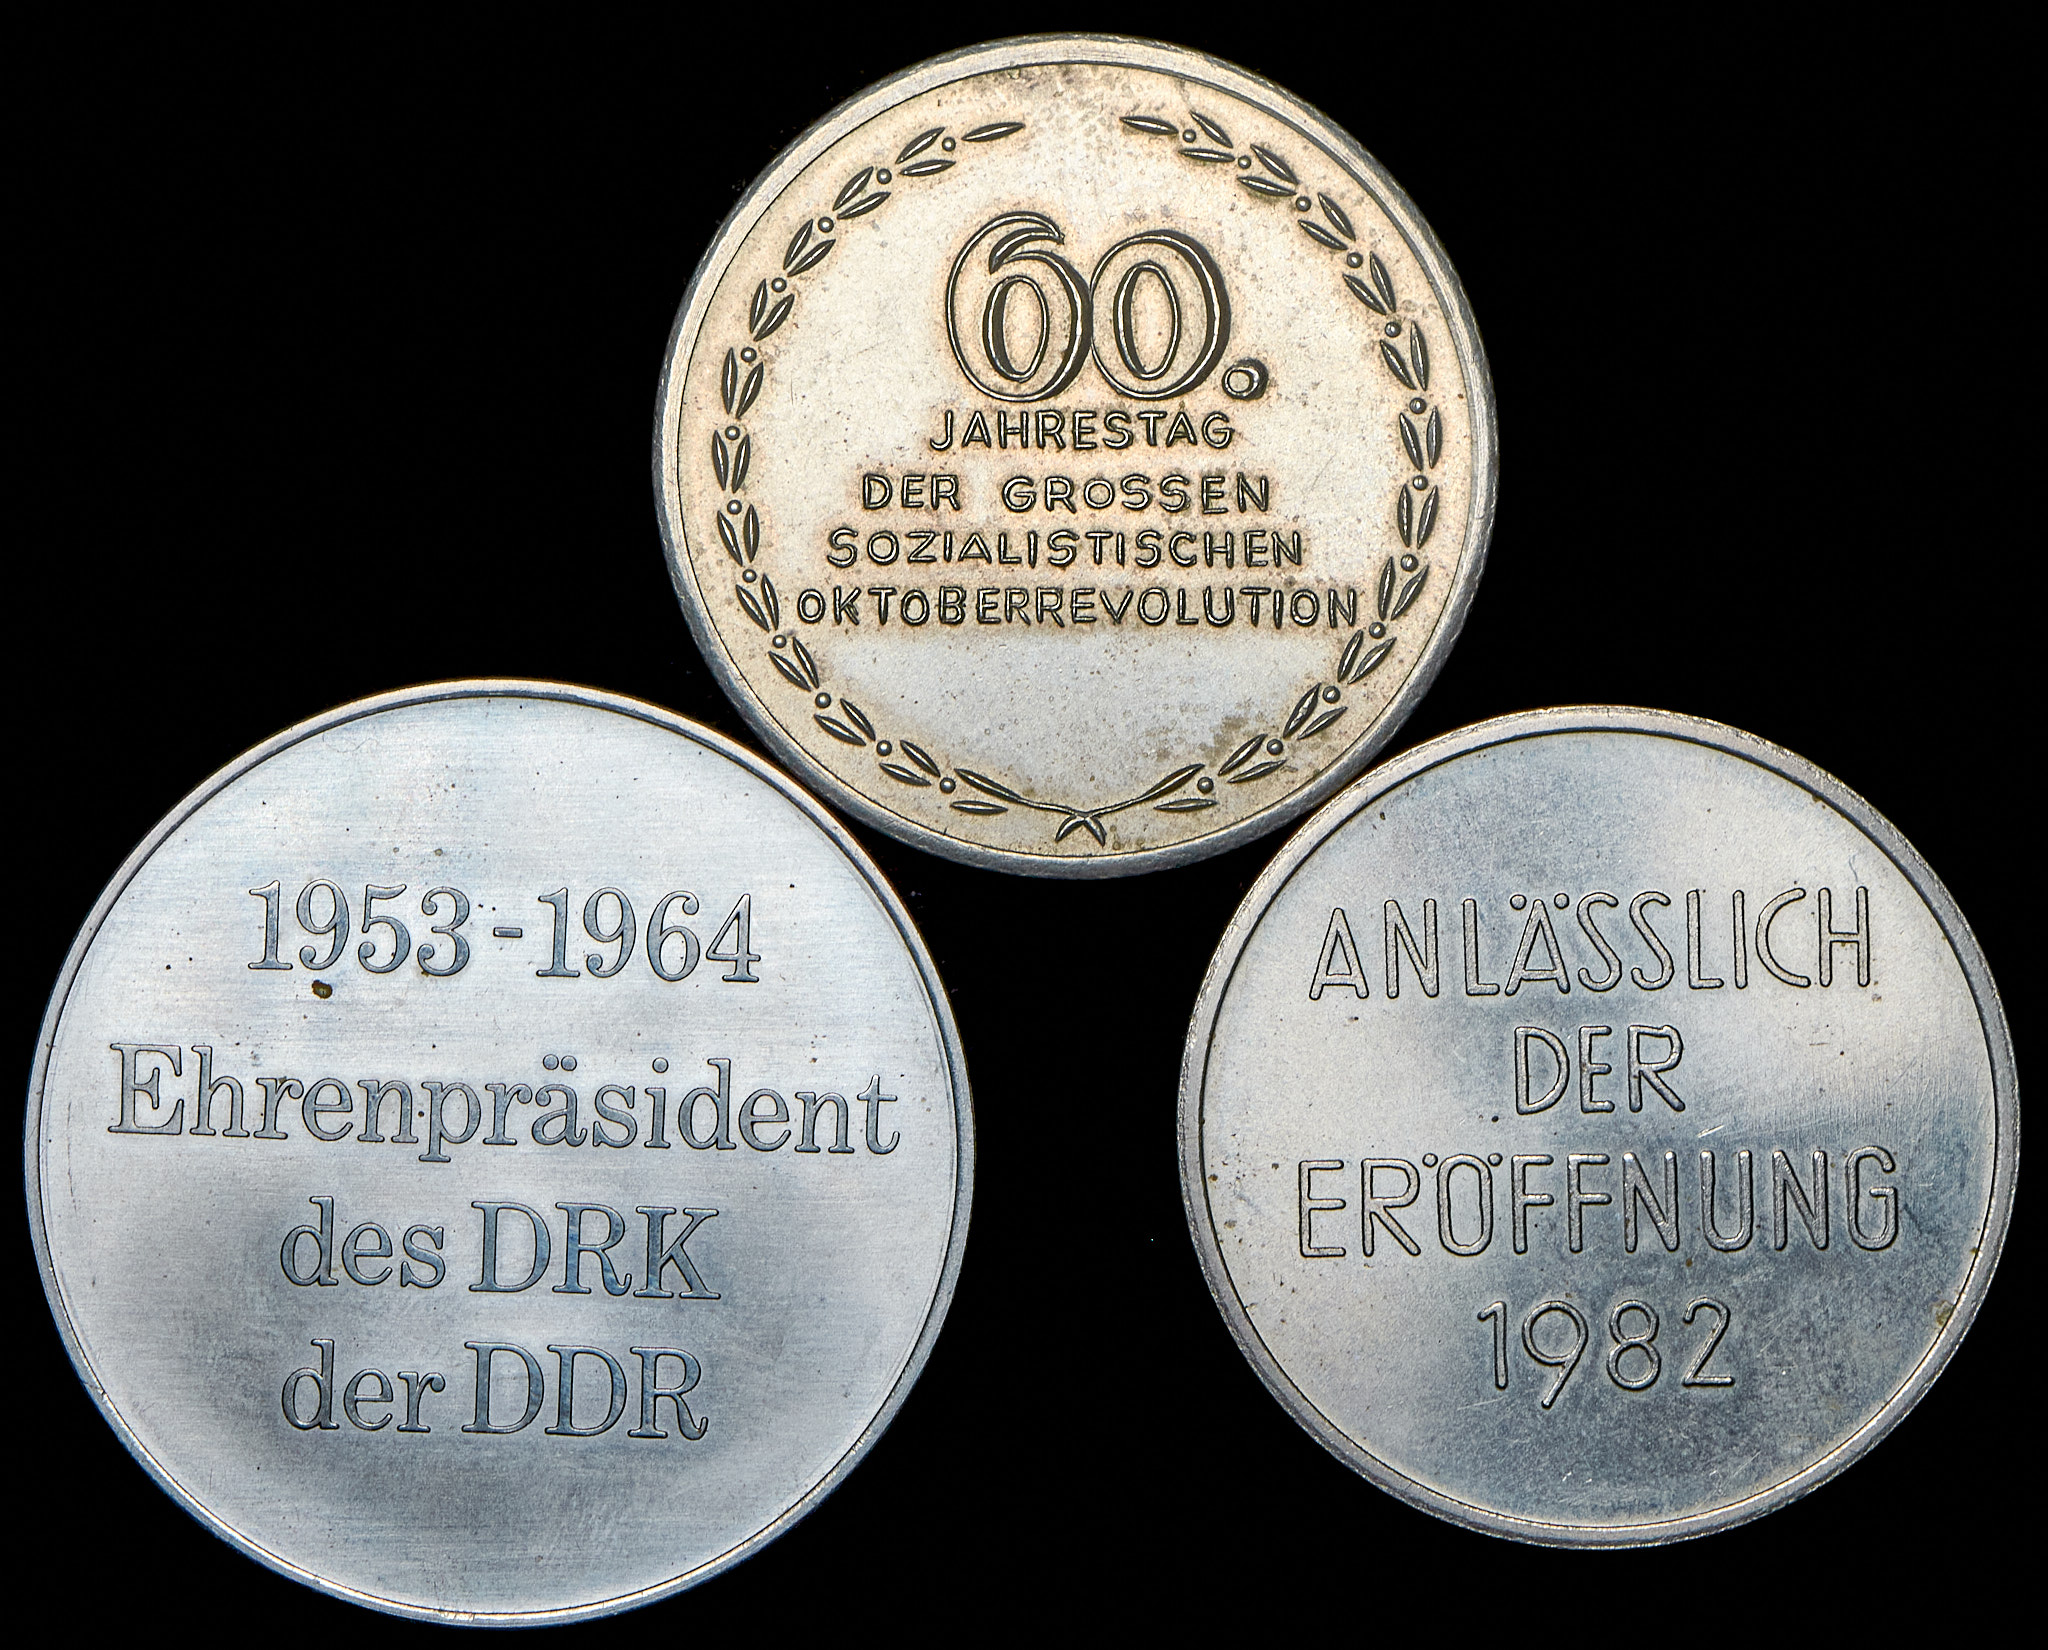 60.
JAHRESTAG
DER GROSSEN
SOZIALISTISCHEN
OKTOBERREVOLUTION
1953-1964
Ehrenpräsident
des DRK
der DDR
ANLÄSSLICH
DER
ERÖFFNUNG
1982